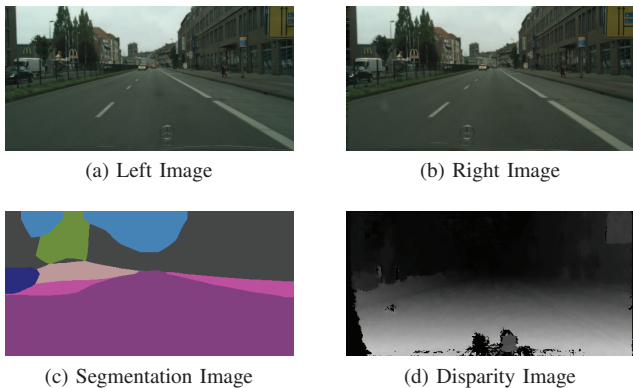 (a) Left Image
(b) Right Image
(c) Segmentation Image
(d) Disparity Image